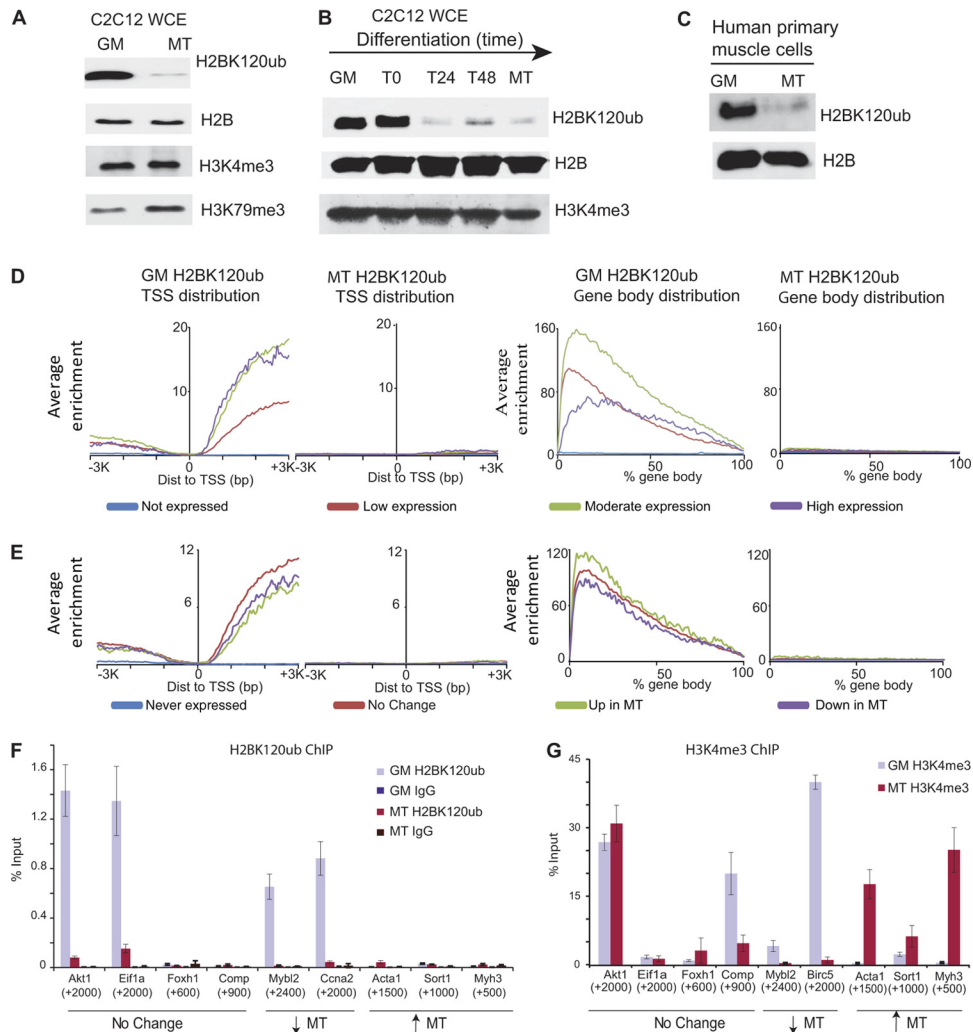 A
C2C12 WCE
GM MT
H2BK120ub
H2B
H3K4me3
H3K79me3
B
C2C12 WCE
Differentiation (time)
GM T0 T24 T48 MT
H2BK120ub
H2B
H3K4me3
C
Human primary
muscle cells
GM MT
H2BK120ub
H2B
D
GM H2BK120ub
TSS distribution
MT H2BK120ub
TSS distribution
GM H2BK120ub
Gene body distribution
MT H2BK120ub
Gene body distribution
Average
enrichment
20
10
-3K 0 +3K
Dist to TSS (bp)
20
10
-3K 0 +3K
Dist to TSS (bp)
Average
enrichment
160
80
0
0 50 100
% gene body
160
80
0
0 50 100
% gene body
Not expressed
Low expression
Moderate expression
High expression
E
Average
enrichment
12
6
-3K 0 +3K
Dist to TSS (bp)
12
6
-3K 0 +3K
Dist to TSS (bp)
Average
enrichment
120
60
0
0 50 100
% gene body
120
60
0
0 50 100
% gene body
Never expressed
No Change
Up in MT
Down in MT
F
H2BK120ub ChIP
% Input
1.6
1.2
0.8
0.4
0
GM H2BK120ub
GM IgG
MT H2BK120ub
MT IgG
Akt1 Eif1a Foxh1 Comp Mybl2 Ccna2 Acta1 Sort1 Myh3
(+2000) (+2000) (+600) (+900) (+2400) (+2000) (+1500) (+1000) (+500)
No Change ↓ MT ↑ MT
G
H3K4me3 ChIP
% Input
45
30
15
0
GM H3K4me3
MT H3K4me3
Akt1 Eif1a Foxh1 Comp Mybl2 Birc5 Acta1 Sort1 Myh3
(+2000) (+2000) (+600) (+900) (+2400) (+2000) (+1500) (+1000) (+500)
No Change ↓ MT ↑ MT